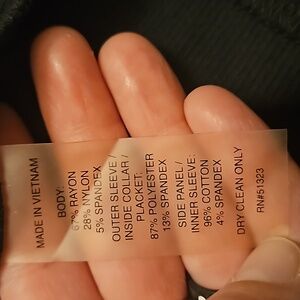 MADE IN VIETNAM
BODY:
67% RAYON
28% NYLON
5% SPANDEX
OUTER SLEEVE/
INSIDE COLLAR/
PLACKET:
87% POLYESTER
13% SPANDEX
SIDE PANEL/
INNER SLEEVE:
96% COTTON
4% SPANDEX
DRY CLEAN ONLY
RN#51323